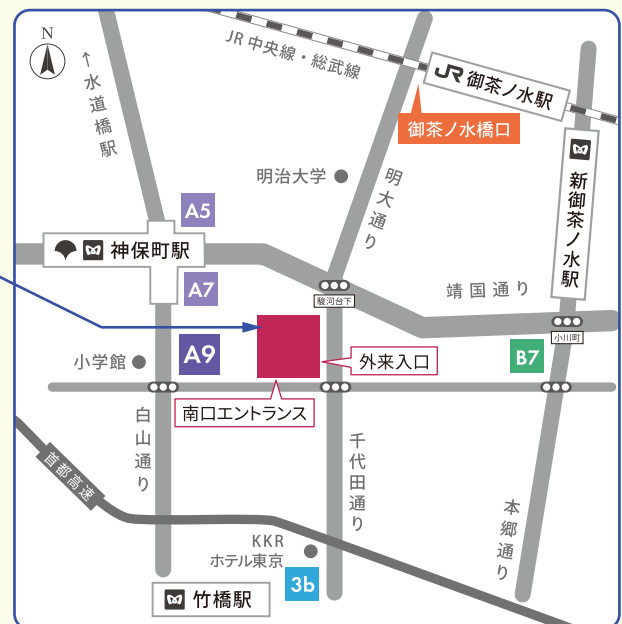 N
JR中央線・総武線
↑水道橋駅
JR 御茶ノ水駅
御茶ノ水橋口
明治大学
明大通り
新御茶ノ水駅
A5
神保町駅
A7
駿河台下
靖国通り
小川町
小学館
A9
外来入口
B7
南口エントランス
白山通り
千代田通り
本郷通り
首都高速
KKR
ホテル東京
3b
竹橋駅